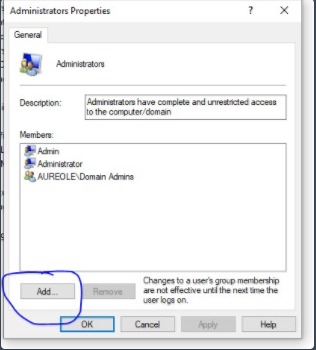 Administrators Properties
? ×
General
Administrators
Description:
Administrators have complete and unrestricted access
to the computer/domain
Members:
Admin
Administrator
AUREOLE\Domain Admins
Add...
Remove
Changes to a user's group membership
are not effective until the next time the
user logs on.
OK
Cancel
Apply
Help